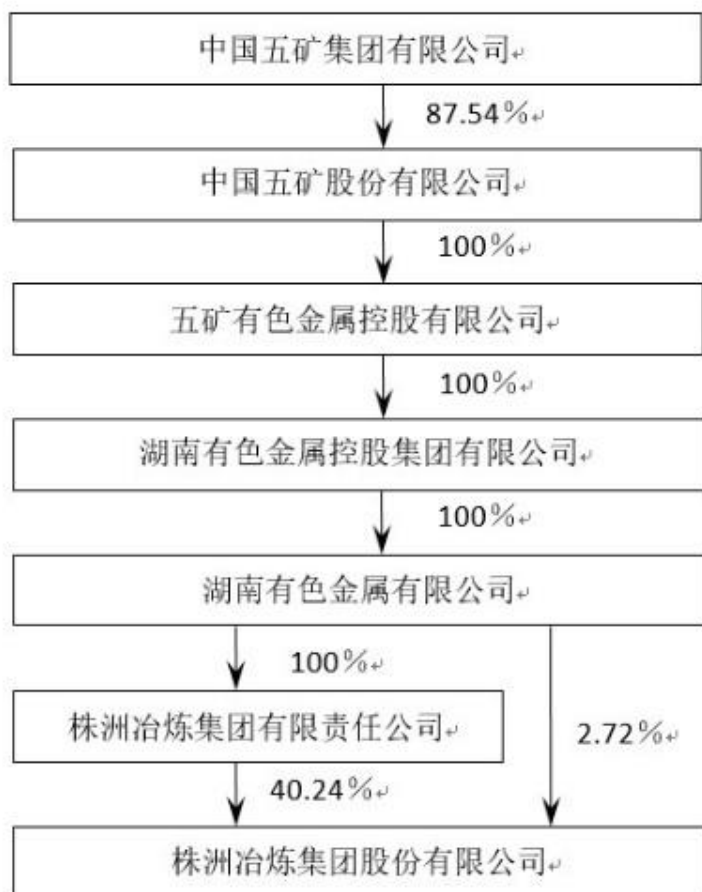 中国五矿集团有限公司↵
87.54%↵
中国五矿股份有限公司↵
100%↵
五矿有色金属控股有限公司↵
100%↵
湖南有色金属控股集团有限公司↵
100%↵
湖南有色金属有限公司↵
100%↵
株洲冶炼集团有限责任公司↵
2.72%↵
40.24%↵
株洲冶炼集团股份有限公司↵